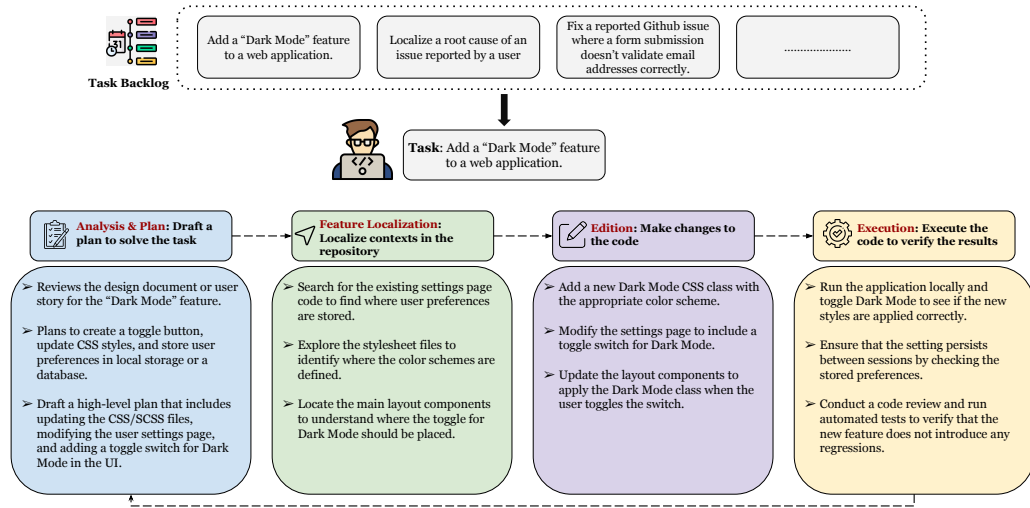 Task Backlog
31
Add a “Dark Mode” feature
to a web application.
Localize a root cause of an
issue reported by a user
Fix a reported Github issue
where a form submission
doesn’t validate email
addresses correctly.
.....................
</>
Task: Add a “Dark Mode” feature
to a web application.
Analysis & Plan: Draft a
plan to solve the task
➢ Reviews the design document or user
story for the “Dark Mode” feature.
➢ Plans to create a toggle button,
update CSS styles, and store user
preferences in local storage or a
database.
➢ Draft a high-level plan that includes
updating the CSS/SCSS files,
modifying the user settings page,
and adding a toggle switch for Dark
Mode in the UI.
Feature Localization:
Localize contexts in the
repository
➢ Search for the existing settings page
code to find where user preferences
are stored.
➢ Explore the stylesheet files to
identify where the color schemes are
defined.
➢ Locate the main layout components
to understand where the toggle for
Dark Mode should be placed.
Edition: Make changes to
the code
➢ Add a new Dark Mode CSS class with
the appropriate color scheme.
➢ Modify the settings page to include a
toggle switch for Dark Mode.
➢ Update the layout components to
apply the Dark Mode class when the
user toggles the switch.
Execution: Execute the
code to verify the results
➢ Run the application locally and
toggle Dark Mode to see if the new
styles are applied correctly.
➢ Ensure that the setting persists
between sessions by checking the
stored preferences.
➢ Conduct a code review and run
automated tests to verify that the
new feature does not introduce any
regressions.